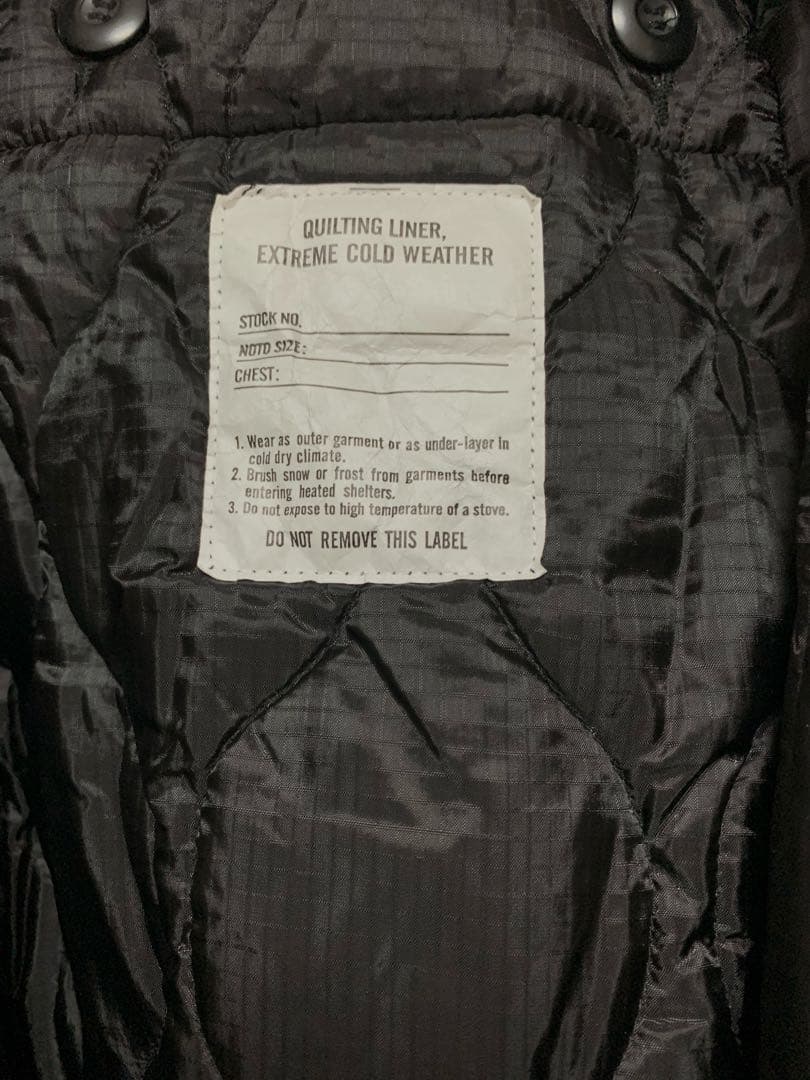 QUILTING LINER,
EXTREME COLD WEATHER
STOCK NO.
NOTD SIZE:
CHEST:
1. Wear as outer garment or as under-layer in
cold dry climate.
2. Brush snow or frost from garments before
entering heated shelters.
3. Do not expose to high temperature of a stove.
DO NOT REMOVE THIS LABEL